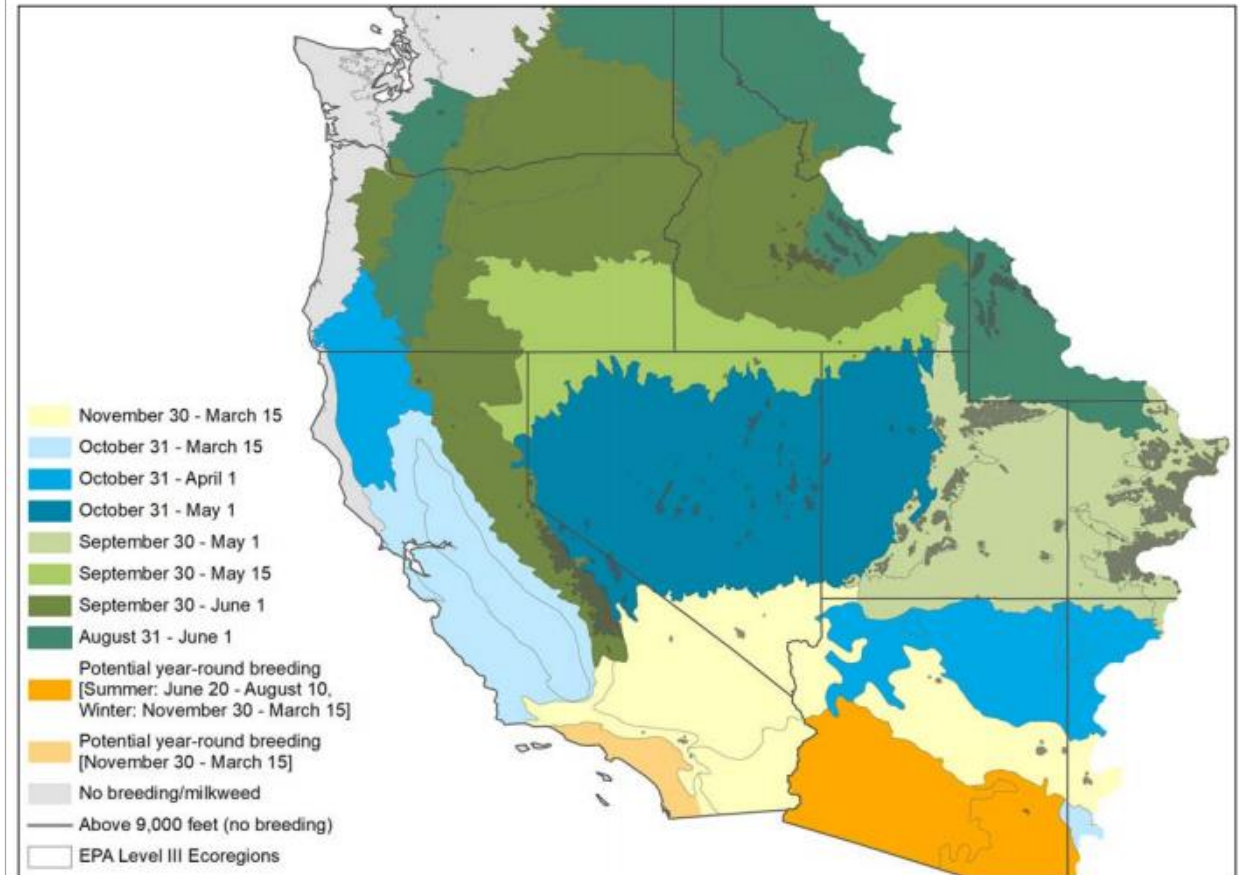 November 30 - March 15
October 31 - March 15
October 31 - April 1
October 31 - May 1
September 30 - May 1
September 30 - May 15
September 30 - June 1
August 31 - June 1
Potential year-round breeding
[Summer: June 20 - August 10,
Winter: November 30 - March 15]
Potential year-round breeding
[November 30 - March 15]
No breeding/milkweed
Above 9,000 feet (no breeding)
EPA Level III Ecoregions